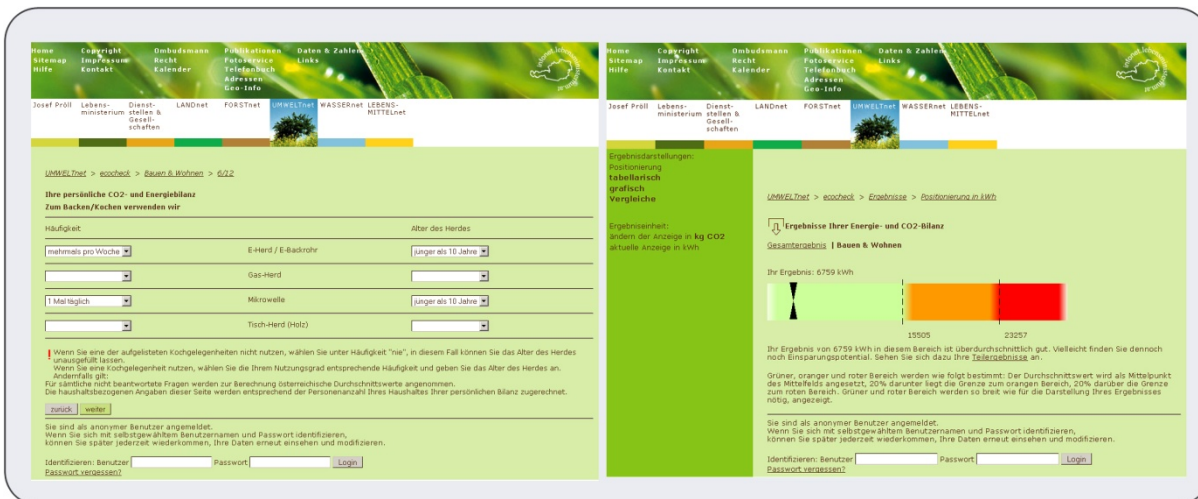 Home Copyright Ombudsmann Publikationen Daten & Zahlen
Sitemap Impressum Recht Fotoservice Links
Hilfe Kontakt Kalender Telefonbuch
Adressen
Geo-Info
Josef Pröll Lebens- Dienst- LANDnet FORSTnet UMWELTnet WASSERnet LEBENS-
ministerium stellen & MITTELnet
Gesell-
schaften
UMWELTnet > ecocheck > Bauen & Wohnen > 6/12
Ihre persönliche CO2- und Energiebilanz
Zum Backen/Kochen verwenden wir
Häufigkeit Alter des Herdes
mehrmals pro Woche E-Herd / E-Backrohr jünger als 10 Jahre
Gas-Herd
1 Mal täglich Mikrowelle jünger als 10 Jahre
Tisch-Herd (Holz)
! Wenn Sie eine der aufgelisteten Kochgelegenheiten nicht nutzen, wählen Sie unter Häufigkeit "nie", in diesem Fall können Sie das Alter des Herdes
unausgefüllt lassen.
Wenn Sie eine Kochgelegenheit nutzen, wählen Sie die Ihrem Nutzungsgrad entsprechende Häufigkeit und geben Sie das Alter des Herdes an.
Andernfalls gilt:
Für sämtliche nicht beantwortete Fragen werden zur Berechnung österreichische Durchschnittswerte angenommen.
Die haushaltsbezogenen Angaben dieser Seite werden entsprechend der Personenanzahl Ihres Haushaltes Ihrer persönlichen Bilanz zugerechnet.
zurück weiter
Sie sind als anonymer Benutzer angemeldet.
Wenn Sie sich mit selbstgewähltem Benutzernamen und Passwort identifizieren,
können Sie später jederzeit wiederkommen, Ihre Daten erneut einsehen und modifizieren.
Identifizieren: Benutzer Passwort Login
Passwort vergessen?
Home Copyright Ombudsmann Publikationen Daten & Zahlen
Sitemap Impressum Recht Fotoservice Links
Hilfe Kontakt Kalender Telefonbuch
Adressen
Geo-Info
Josef Pröll Lebens- Dienst- LANDnet FORSTnet UMWELTnet WASSERnet LEBENS-
ministerium stellen & MITTELnet
Gesell-
schaften
Ergebnisdarstellungen:
Positionierung
tabellarisch
grafisch
Vergleiche
Ergebniseinheit:
ändern der Anzeige in kg CO2
aktuelle Anzeige in kWh
UMWELTnet > ecocheck > Ergebnisse > Positionierung in kWh
Ergebnisse Ihrer Energie- und CO2-Bilanz
Gesamtergebnis | Bauen & Wohnen
Ihr Ergebnis: 6759 kWh
15505 23257
Ihr Ergebnis von 6759 kWh in diesem Bereich ist überdurchschnittlich gut. Vielleicht finden Sie dennoch
noch Einsparungspotential. Sehen Sie sich dazu Ihre Teilergebnisse an.
Grüner, oranger und roter Bereich werden wie folgt bestimmt: Der Durchschnittswert wird als Mittelpunkt
des Mittelfelds angesetzt, 20% darunter liegt die Grenze zum orangen Bereich, 20% darüber die Grenze
zum roten Bereich. Grüner und roter Bereich werden so breit wie für die Darstellung Ihres Ergebnisses
nötig, angezeigt.
Sie sind als anonymer Benutzer angemeldet.
Wenn Sie sich mit selbstgewähltem Benutzernamen und Passwort identifizieren,
können Sie später jederzeit wiederkommen, Ihre Daten erneut einsehen und modifizieren.
Identifizieren: Benutzer Passwort Login
Passwort vergessen?